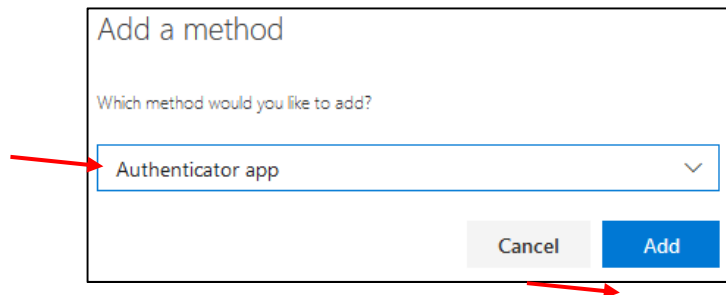 Add a method
Which method would you like to add?
Authenticator app
Cancel Add